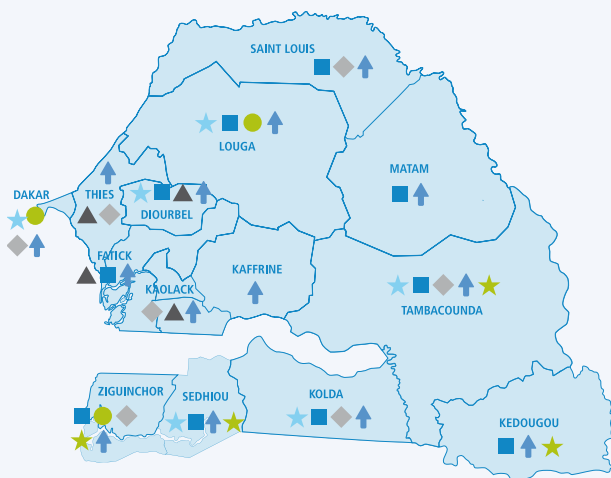 SAINT LOUIS
LOUGA
MATAM
DAKAR
THIES
DIOURBEL
FATICK
KAOLACK
KAFFRINE
TAMBACOUNDA
ZIGUINCHOR
SEDHIOU
KOLDA
KEDOUGOU